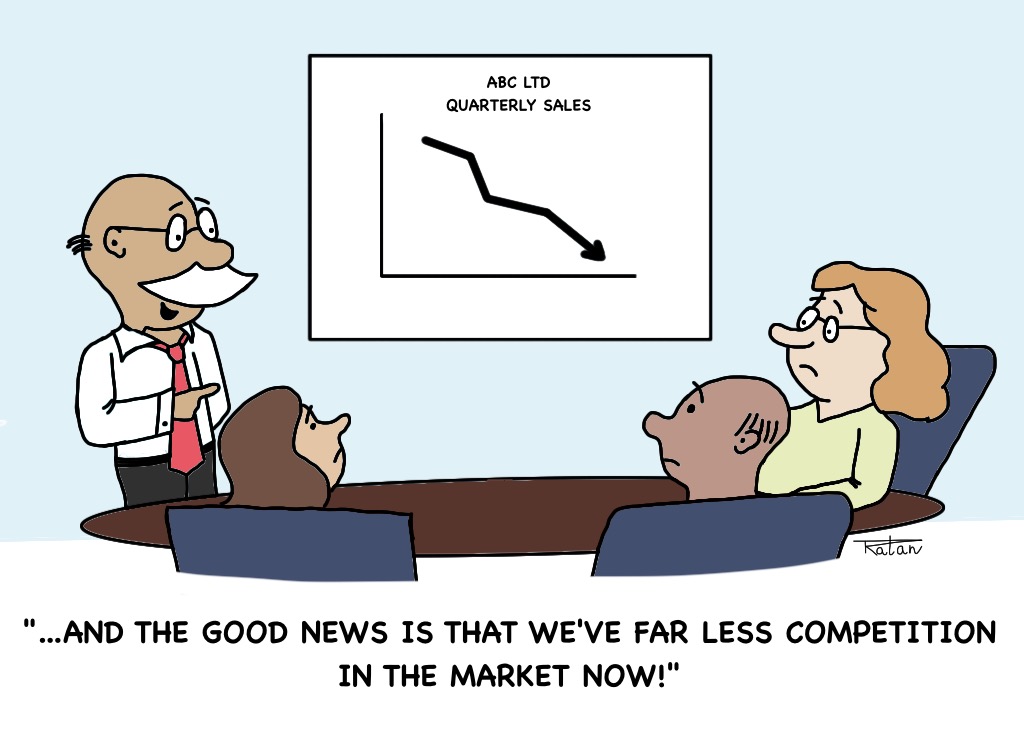 ABC LTD
QUARTERLY SALES
Ratan
"...AND THE GOOD NEWS IS THAT WE'VE FAR LESS COMPETITION
IN THE MARKET NOW!"